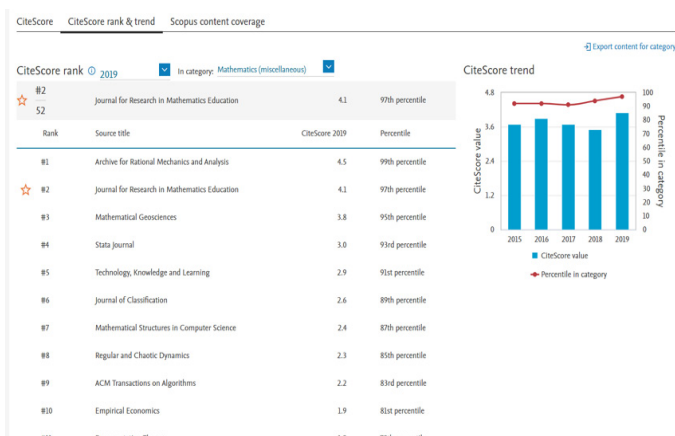 CiteScore CiteScore rank & trend Scopus content coverage
Export content for category
CiteScore rank 2019 In category: Mathematics (miscellaneous)
#2
52
Journal for Research in Mathematics Education 4.1 97th percentile
Rank Source title CiteScore 2019 Percentile
#1 Archive for Rational Mechanics and Analysis 4.5 99th percentile
#2 Journal for Research in Mathematics Education 4.1 97th percentile
#3 Mathematical Geosciences 3.8 95th percentile
#4 Stata Journal 3.0 93rd percentile
#5 Technology, Knowledge and Learning 2.9 91st percentile
#6 Journal of Classification 2.6 89th percentile
#7 Mathematical Structures in Computer Science 2.4 87th percentile
#8 Regular and Chaotic Dynamics 2.3 85th percentile
#9 ACM Transactions on Algorithms 2.2 83rd percentile
#10 Empirical Economics 1.9 81st percentile
CiteScore trend
CiteScore value
4.8
3.6
2.4
1.2
0
100
90
80
70
60
50
40
30
20
10
0
Percentile in category
2015 2016 2017 2018 2019
CiteScore value
Percentile in category